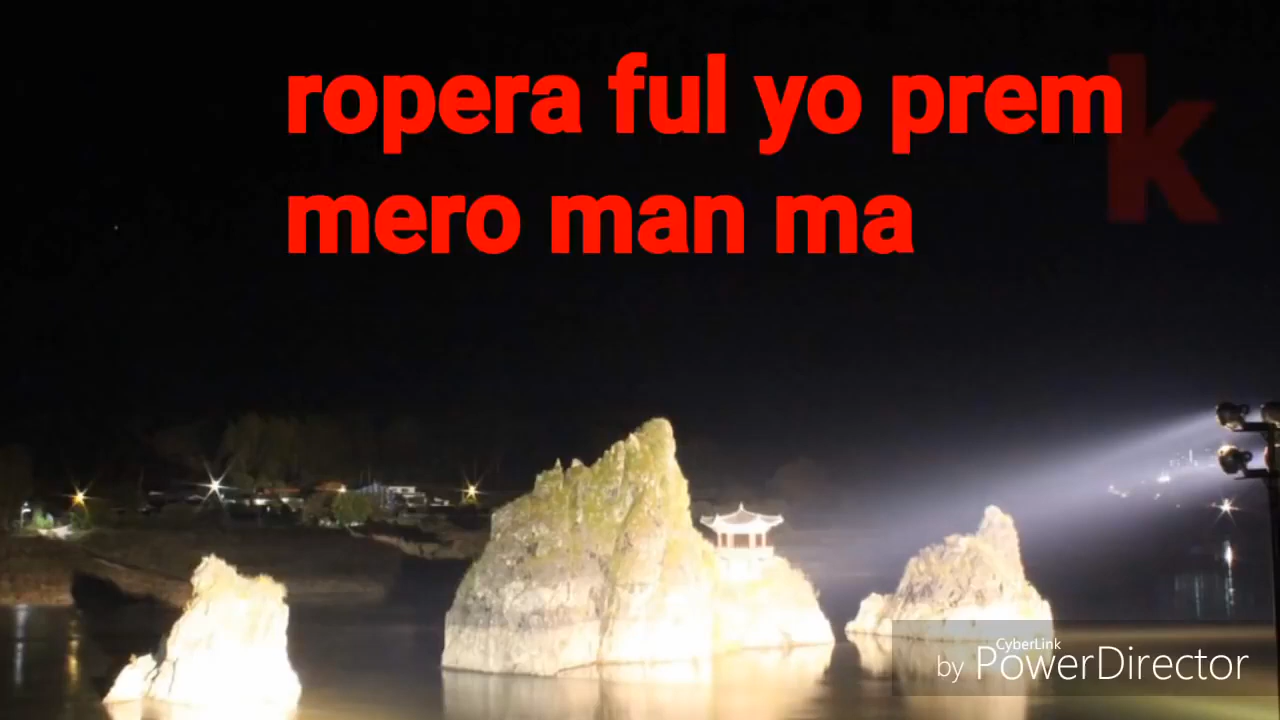 ropera ful yo prem
k
mero man ma
CyberLink
by PowerDirector